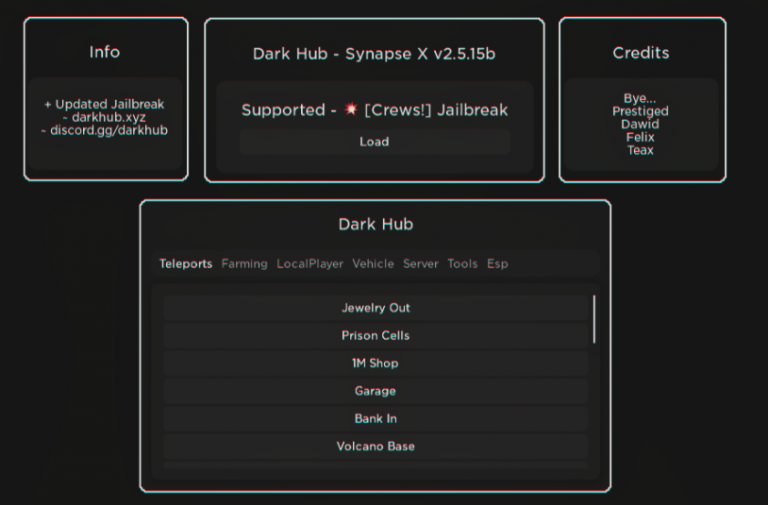 Info
+ Updated Jailbreak
~ darkhub.xyz
~ discord.gg/darkhub
Dark Hub - Synapse X v2.5.15b
Supported - 💥 [Crews!] Jailbreak
Load
Credits
Bye...
Prestiged
Dawid
Felix
Teax
Dark Hub
Teleports Farming LocalPlayer Vehicle Server Tools Esp
Jewelry Out
Prison Cells
1M Shop
Garage
Bank In
Volcano Base